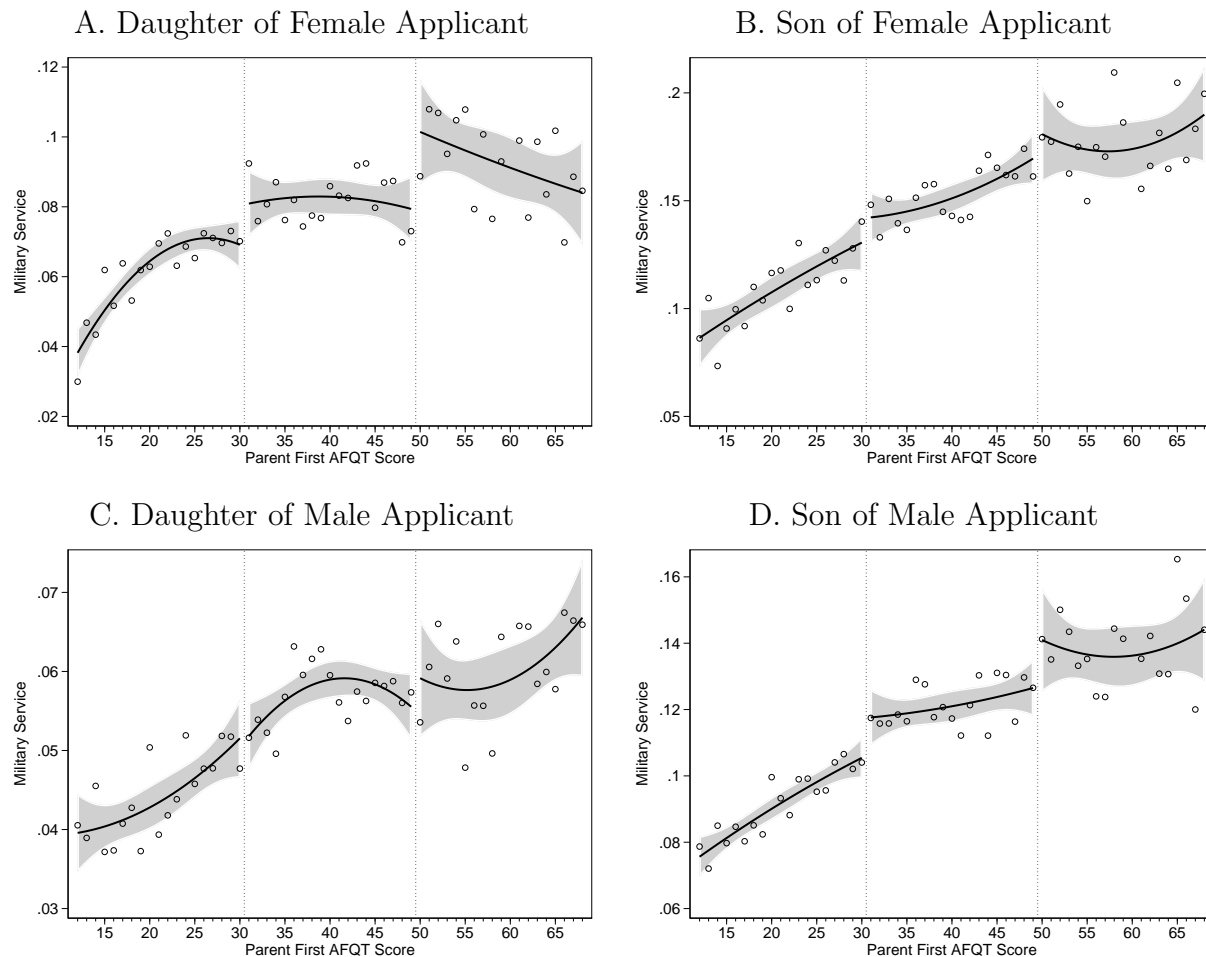 A. Daughter of Female Applicant
.12
.1
.08
.06
.04
.02
Military Service
15 20 25 30 35 40 45 50 55 60 65
Parent First AFQT Score
B. Son of Female Applicant
.2
.15
.1
.05
Military Service
15 20 25 30 35 40 45 50 55 60 65
Parent First AFQT Score
C. Daughter of Male Applicant
.07
.06
.05
.04
.03
Military Service
15 20 25 30 35 40 45 50 55 60 65
Parent First AFQT Score
D. Son of Male Applicant
.16
.14
.12
.1
.08
.06
Military Service
15 20 25 30 35 40 45 50 55 60 65
Parent First AFQT Score